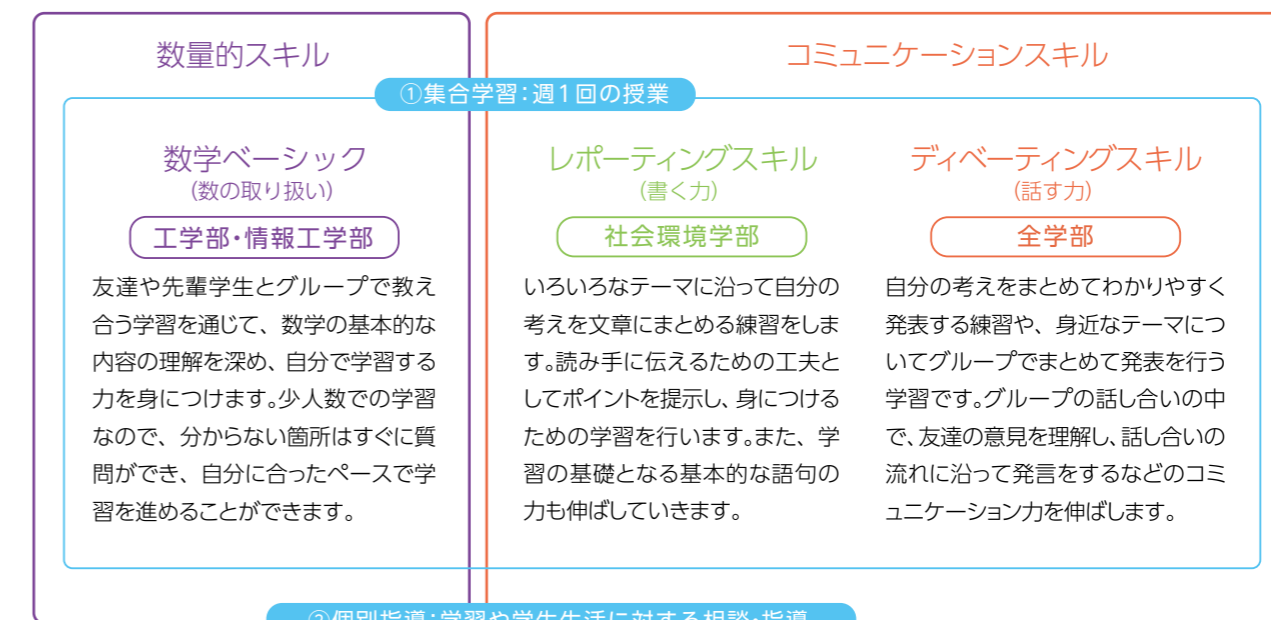 数量的スキル
コミュニケーションスキル
①集合学習：週1回の授業
数学ベーシック
（数の取り扱い）
工学部・情報工学部
友達や先輩学生とグループで教え
合う学習を通じて、数学の基本的な
内容の理解を深め、自分で学習する
力を身につけます。少人数での学習
なので、分からない箇所はすぐに質
問ができ、自分に合ったペースで学
習を進めることができます。
レポーティングスキル
（書く力）
社会環境学部
いろいろなテーマに沿って自分の
考えを文章にまとめる練習をしま
す。読み手に伝えるための工夫と
してポイントを提示し、身につける
ための学習を行います。また、学
習の基礎となる基本的な語句の
力も伸ばしていきます。
ディベーティングスキル
（話す力）
全学部
自分の考えをまとめてわかりやすく
発表する練習や、身近なテーマにつ
いてグループでまとめて発表を行う
学習です。グループの話し合いの中
で、友達の意見を理解し、話し合いの
流れに沿って発言をするなどのコミ
ュニケーション力を伸ばします。
②個別指導：学習や学生生活に対する相談・指導